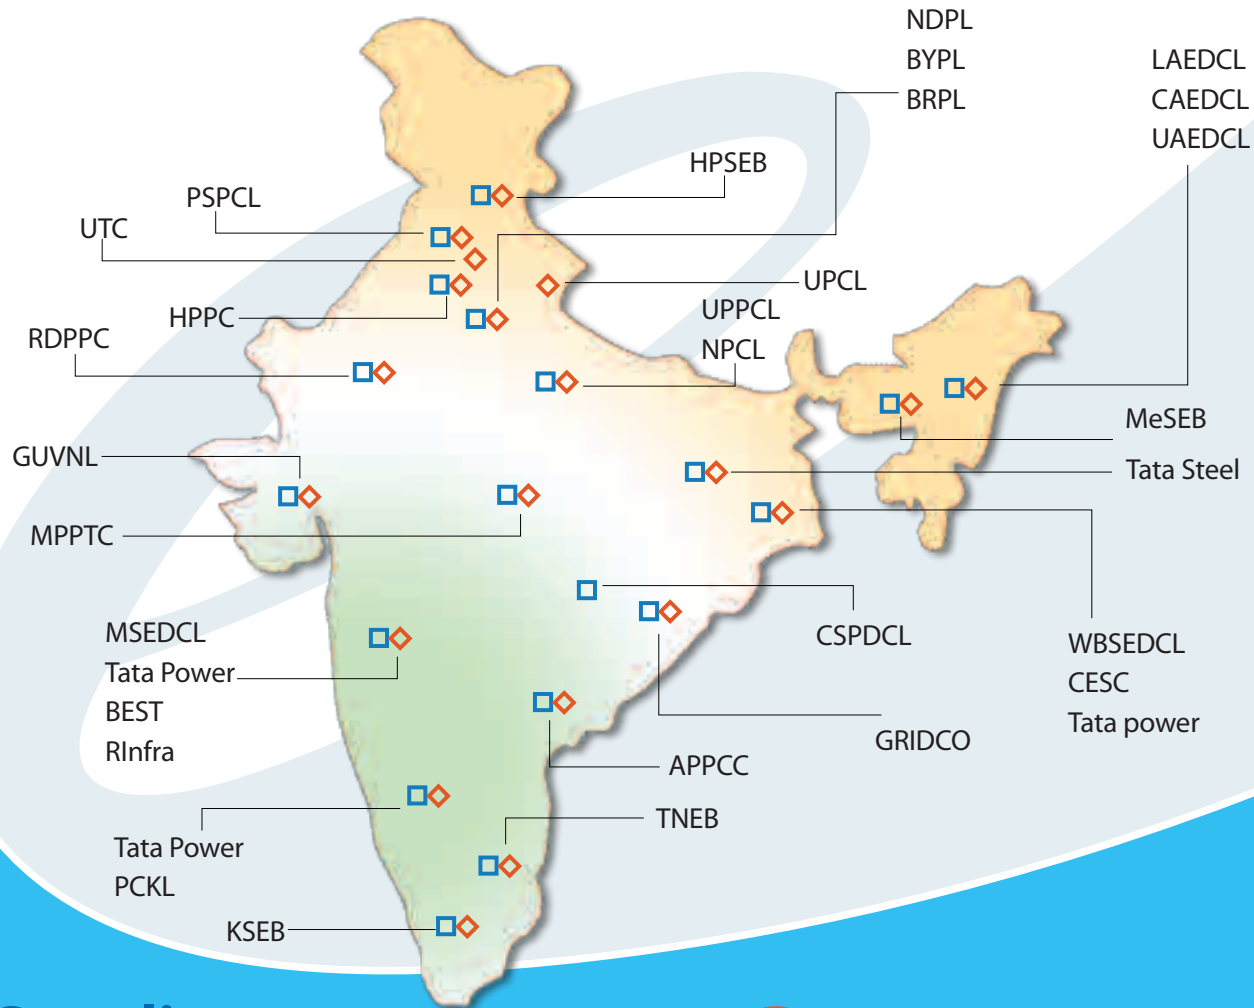 NDPL
BYPL
BRPL
LAEDCL
CAEDCL
UAEDCL
HPSEB
PSPCL
UTC
UPCL
HPPC
UPPCL
NPCL
RDPPC
MeSEB
GUVNL
Tata Steel
MPPTC
MSEDCL
Tata Power
BEST
RInfra
CSPDCL
WBSEDCL
CESC
Tata power
GRIDCO
APPCC
TNEB
Tata Power
PCKL
KSEB